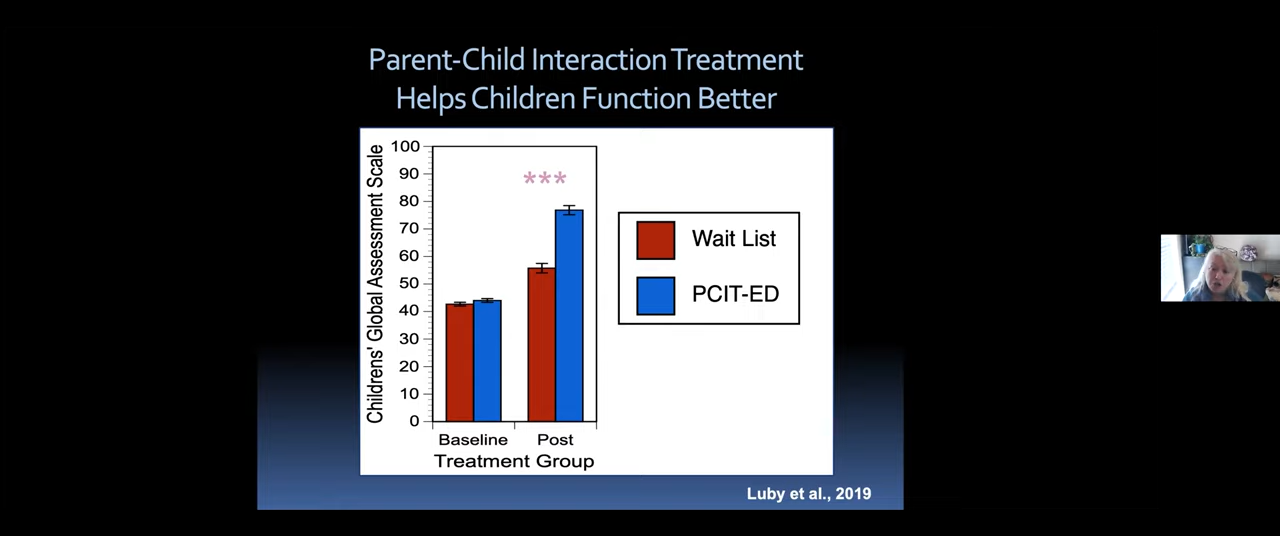 Parent-Child Interaction Treatment
Helps Children Function Better
Childrens' Global Assessment Scale
100
90
80
70
60
50
40
30
20
10
0
***
Baseline Post
Treatment Group
Wait List
PCIT-ED
Luby et al., 2019